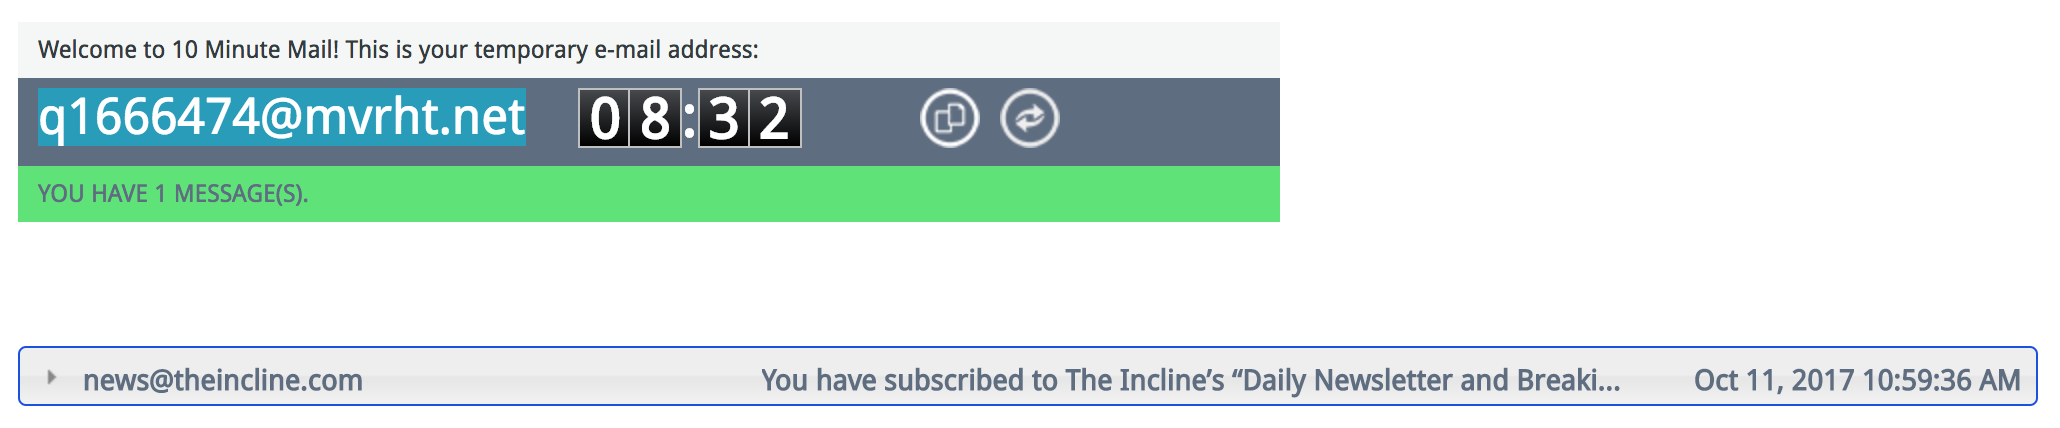 Welcome to 10 Minute Mail! This is your temporary e-mail address:
q1666474@mvrht.net 08:32
YOU HAVE 1 MESSAGE(S).
news@theincline.com You have subscribed to The Incline’s “Daily Newsletter and Breaki... Oct 11, 2017 10:59:36 AM